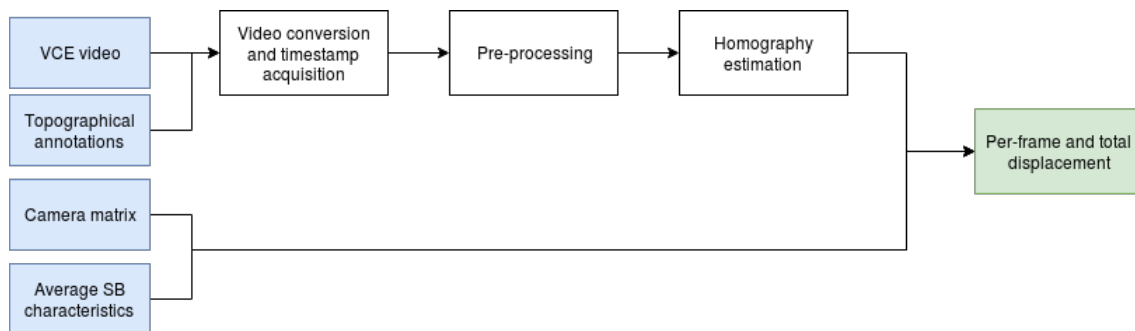 VCE video
Topographical
annotations
Camera matrix
Average SB
characteristics
Video conversion
and timestamp
acquisition
Pre-processing
Homography
estimation
Per-frame and total
displacement